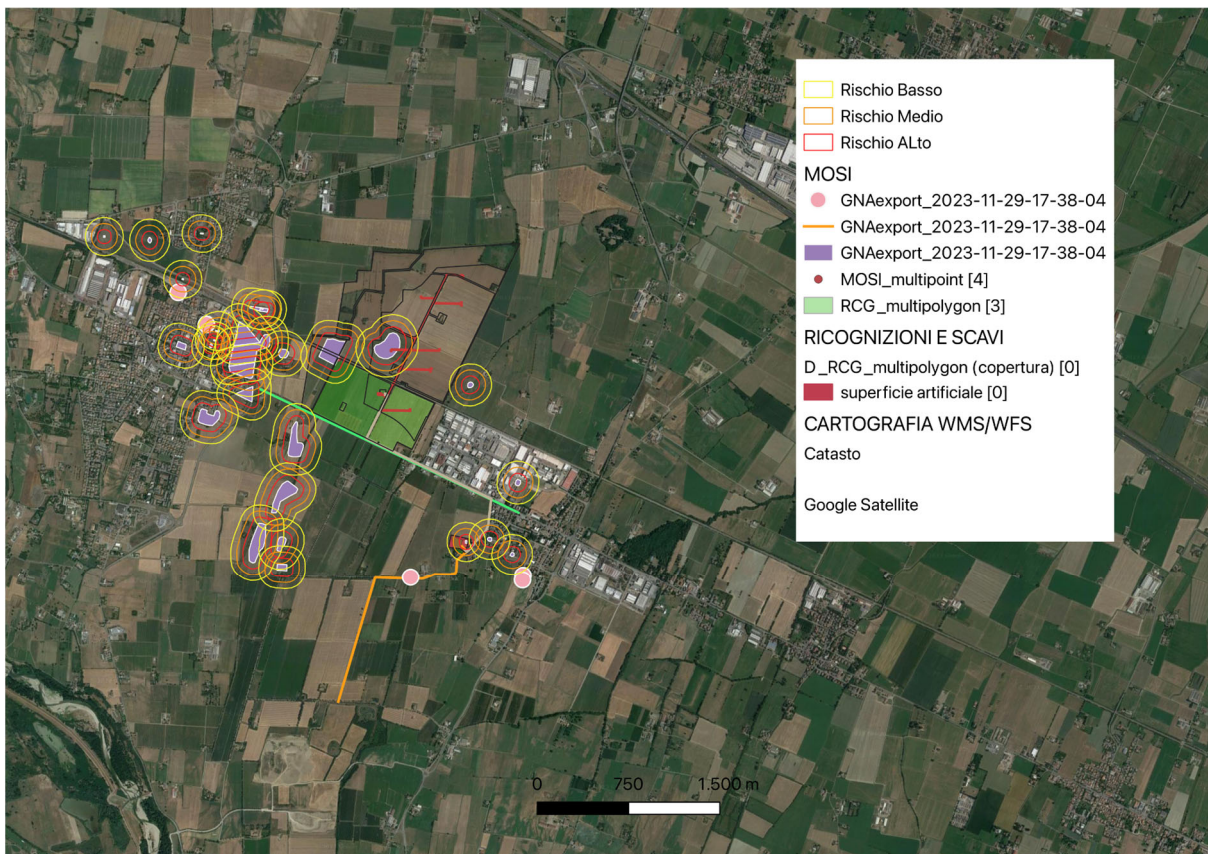 Rischio Basso
Rischio Medio
Rischio ALto
MOSI
GNAexport_2023-11-29-17-38-04
GNAexport_2023-11-29-17-38-04
GNAexport_2023-11-29-17-38-04
MOSI_multipoint [4]
RCG_multipolygon [3]
RICOGNIZIONI E SCAVI
D_RCG_multipolygon (copertura) [0]
superficie artificiale [0]
CARTOGRAFIA WMS/WFS
Catasto
Google Satellite
0 750 1.500 m